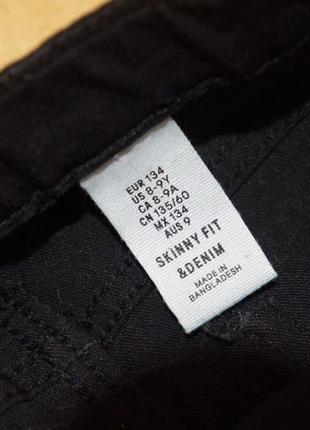 EUR 134
US 8-9Y
CA 8-9A
CN 135/60
MX 134
AUS 9
SKINNY FIT
&DENIM
MADE IN
BANGLADESH